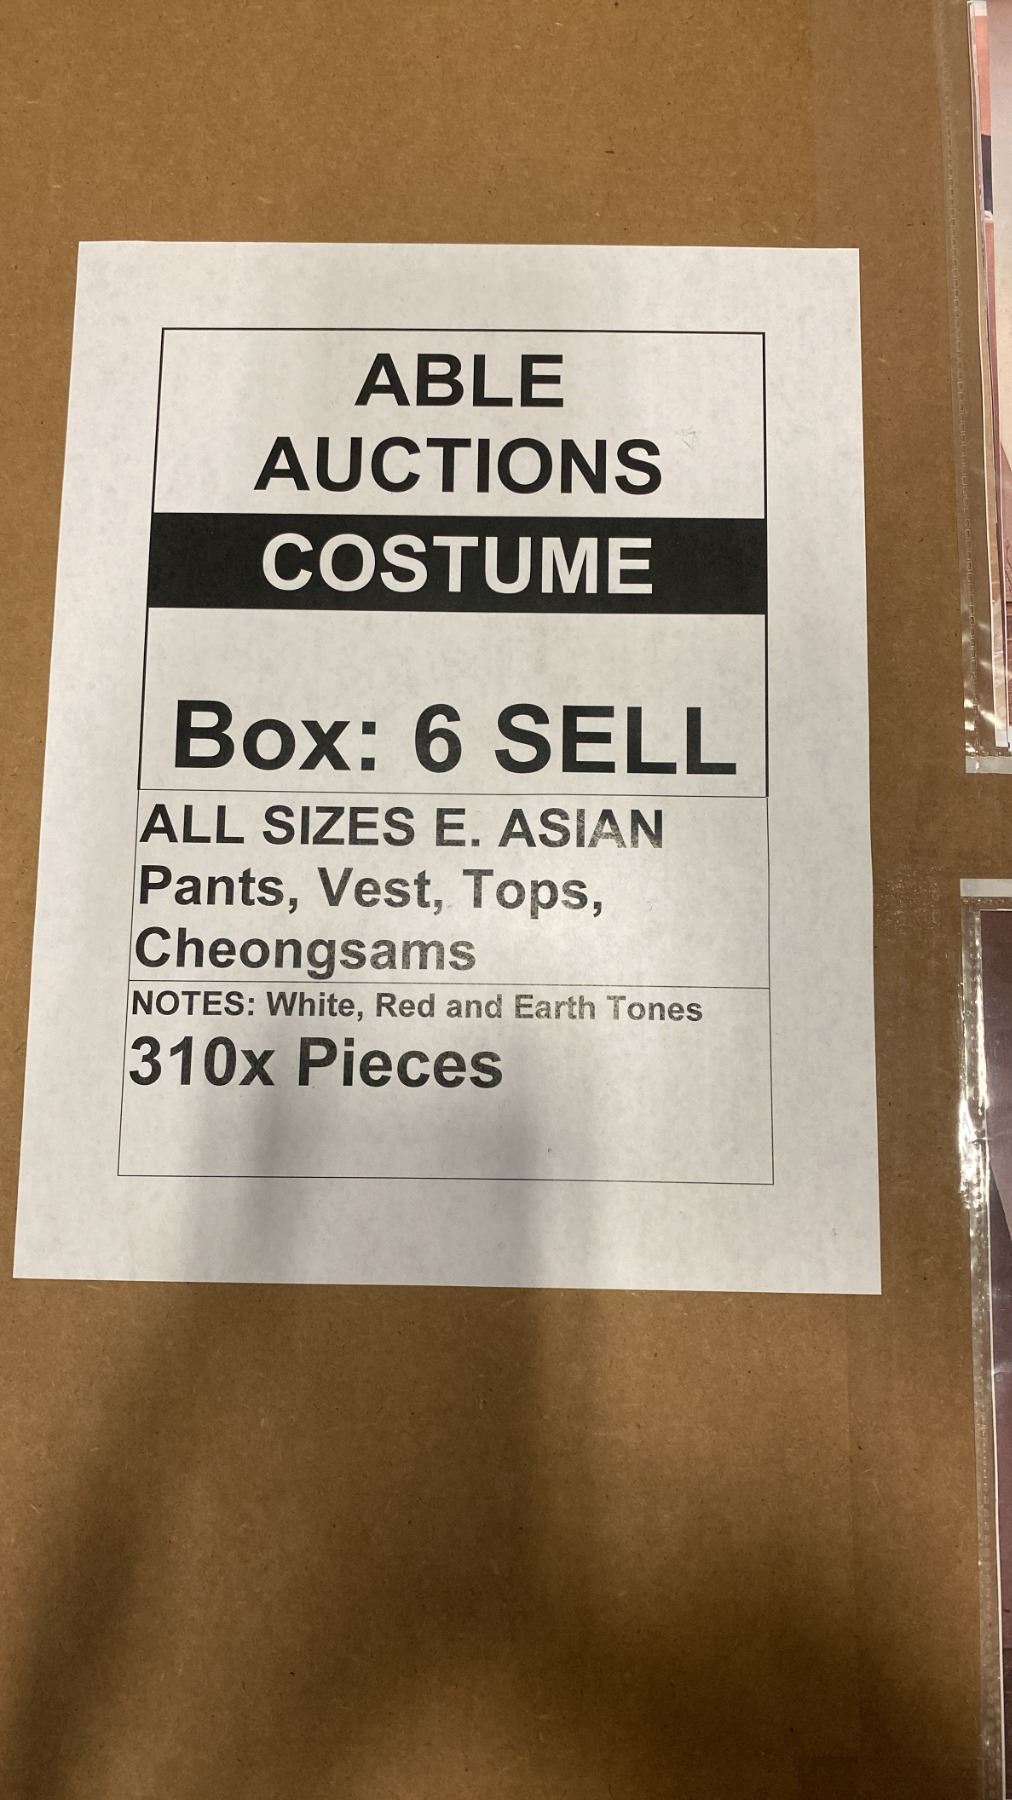 ABLE
AUCTIONS
COSTUME
Box: 6 SELL
ALL SIZES E. ASIAN
Pants, Vest, Tops,
Cheongsams
NOTES: White, Red and Earth Tones
310x Pieces